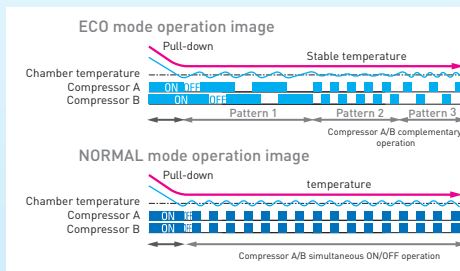 ECO mode operation image
Pull-down
Stable temperature
Chamber temperature
Compressor A ON OFF
Compressor B ON OFF
Pattern 1 Pattern 2 Pattern 3
Compressor A/B complementary
operation
NORMAL mode operation image
Pull-down
temperature
Chamber temperature
Compressor A ON OFF
Compressor B ON OFF
Compressor A/B simultaneous ON/OFF operation